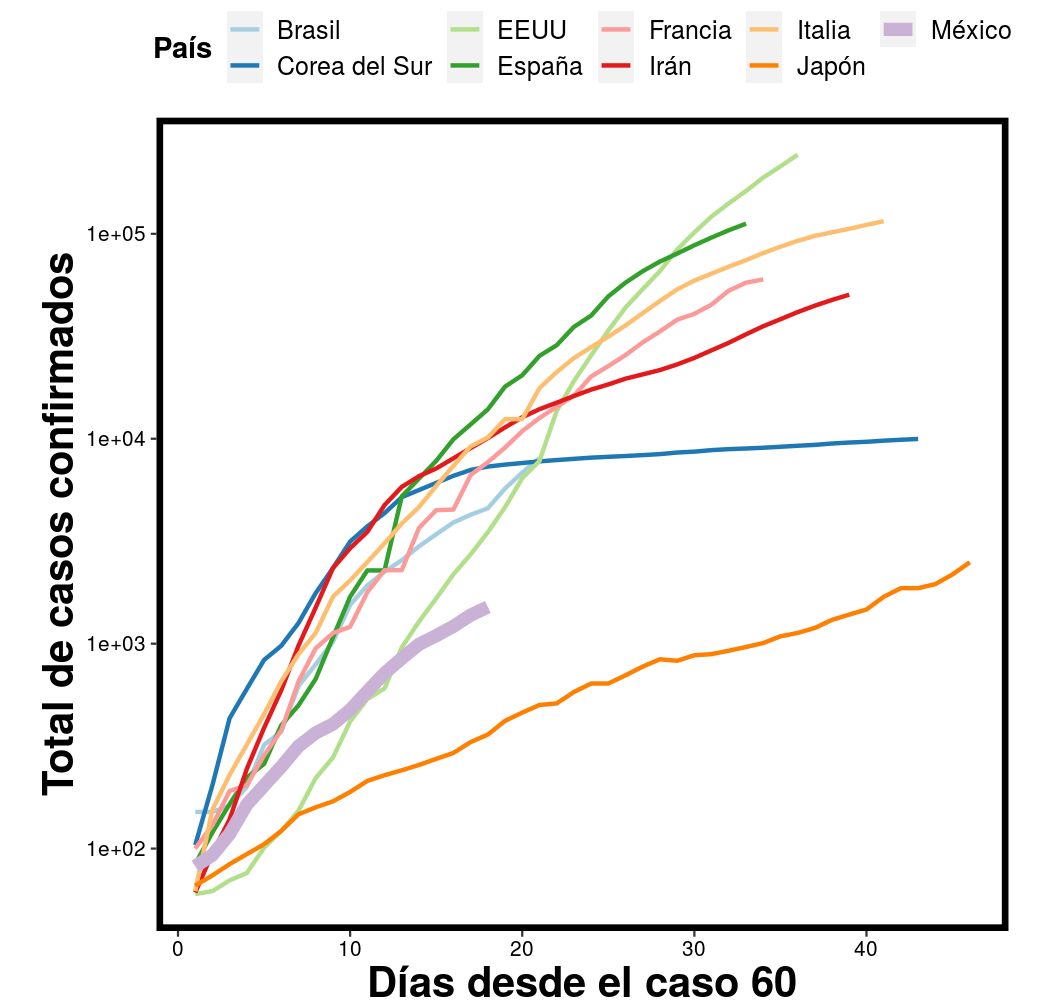 País
Brasil
EEUU
Francia
Italia
México
Corea del Sur
España
Irán
Japón
Total de casos confirmados
1e+05
1e+04
1e+03
1e+02
0 10 20 30 40
Días desde el caso 60